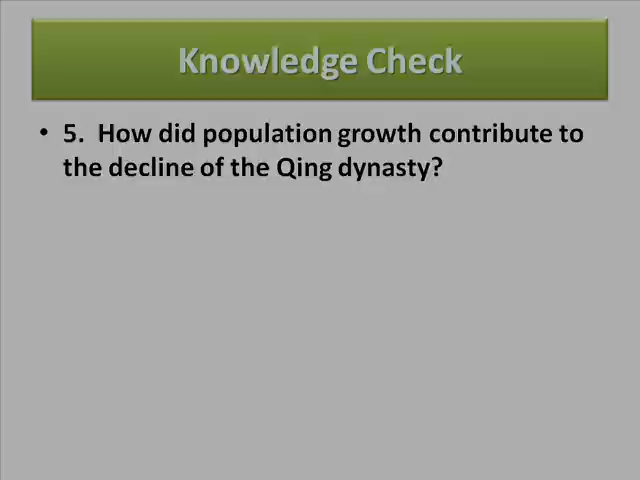 Knowledge Check
• 5. How did population growth contribute to
the decline of the Qing dynasty?